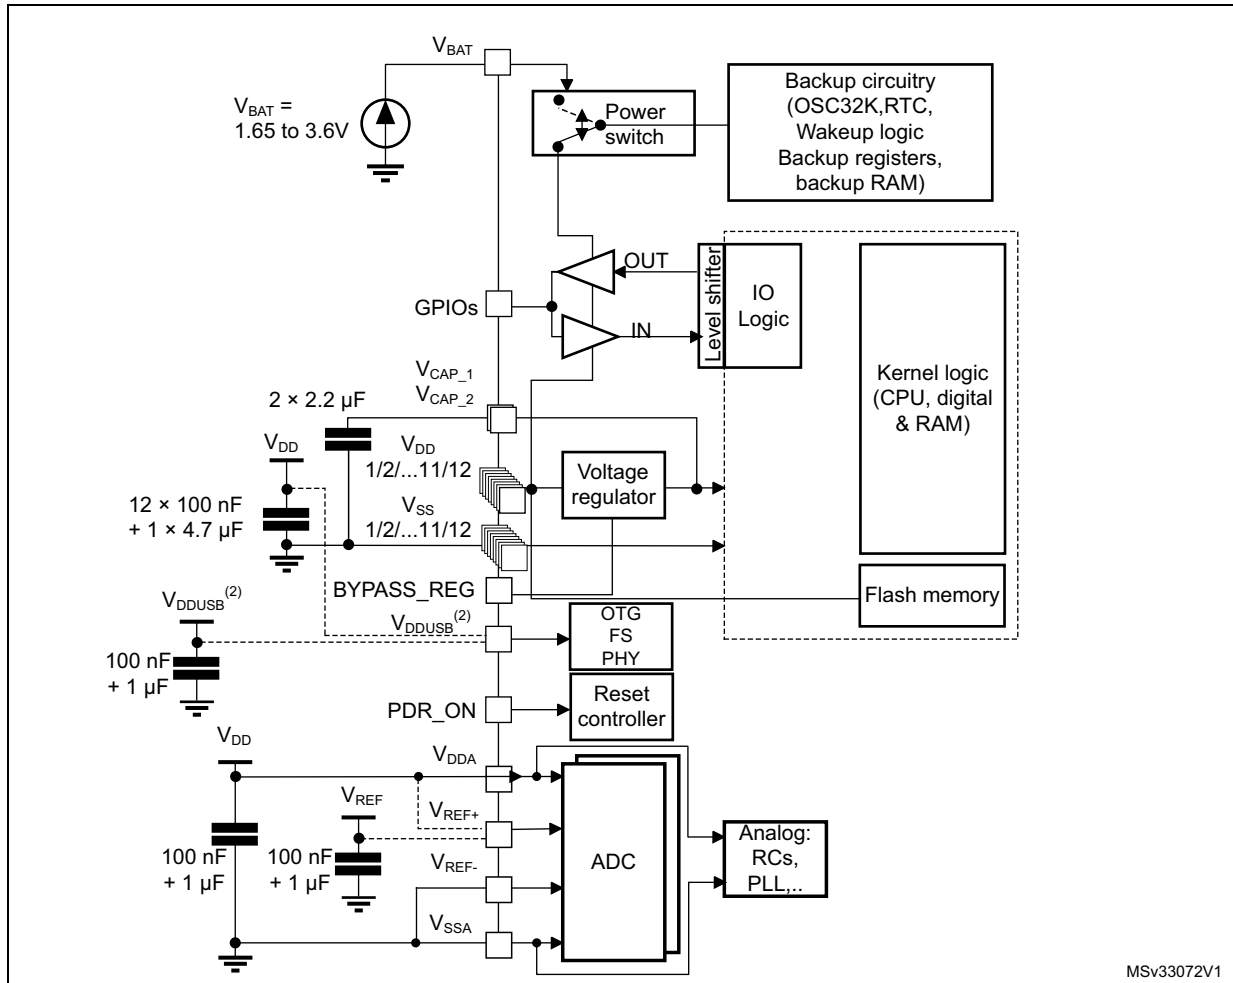 VBAT
VBAT =
1.65 to 3.6V
Power
switch
Backup circuitry
(OSC32K,RTC,
Wakeup logic
Backup registers,
backup RAM)
OUT
GPIOs
IN
Level shifter
IO
Logic
Kernel logic
(CPU, digital
& RAM)
VCAP_1
VCAP_2
2 × 2.2 μF
VDD
VDD
1/2/...11/12
Voltage
regulator
12 × 100 nF
+ 1 × 4.7 μF
VSS
1/2/...11/12
BYPASS_REG
Flash memory
VDDUSB(2)
VDDUSB(2)
100 nF
+ 1 μF
OTG
FS
PHY
PDR_ON
Reset
controller
VDD
VDDA
VREF
VREF+
100 nF
+ 1 μF
100 nF
+ 1 μF
VREF-
ADC
Analog:
RCs,
PLL,..
VSSA
MSv33072V1